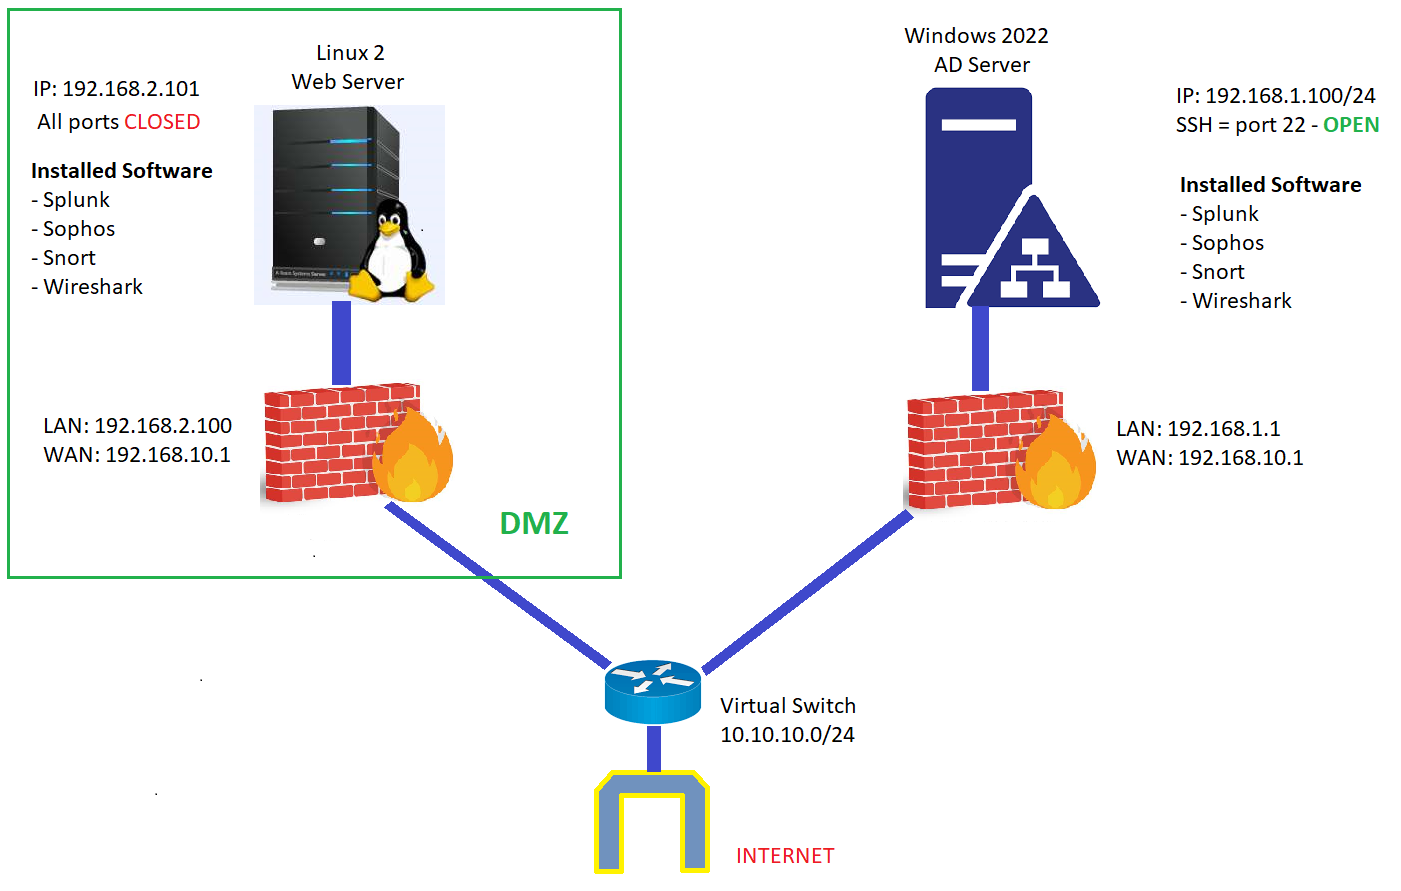 Linux 2
Web Server
IP: 192.168.2.101
All ports CLOSED
Installed Software
- Splunk
- Sophos
- Snort
- Wireshark
LAN: 192.168.2.100
WAN: 192.168.10.1
DMZ
Windows 2022
AD Server
IP: 192.168.1.100/24
SSH = port 22 - OPEN
Installed Software
- Splunk
- Sophos
- Snort
- Wireshark
LAN: 192.168.1.1
WAN: 192.168.10.1
Virtual Switch
10.10.10.0/24
INTERNET